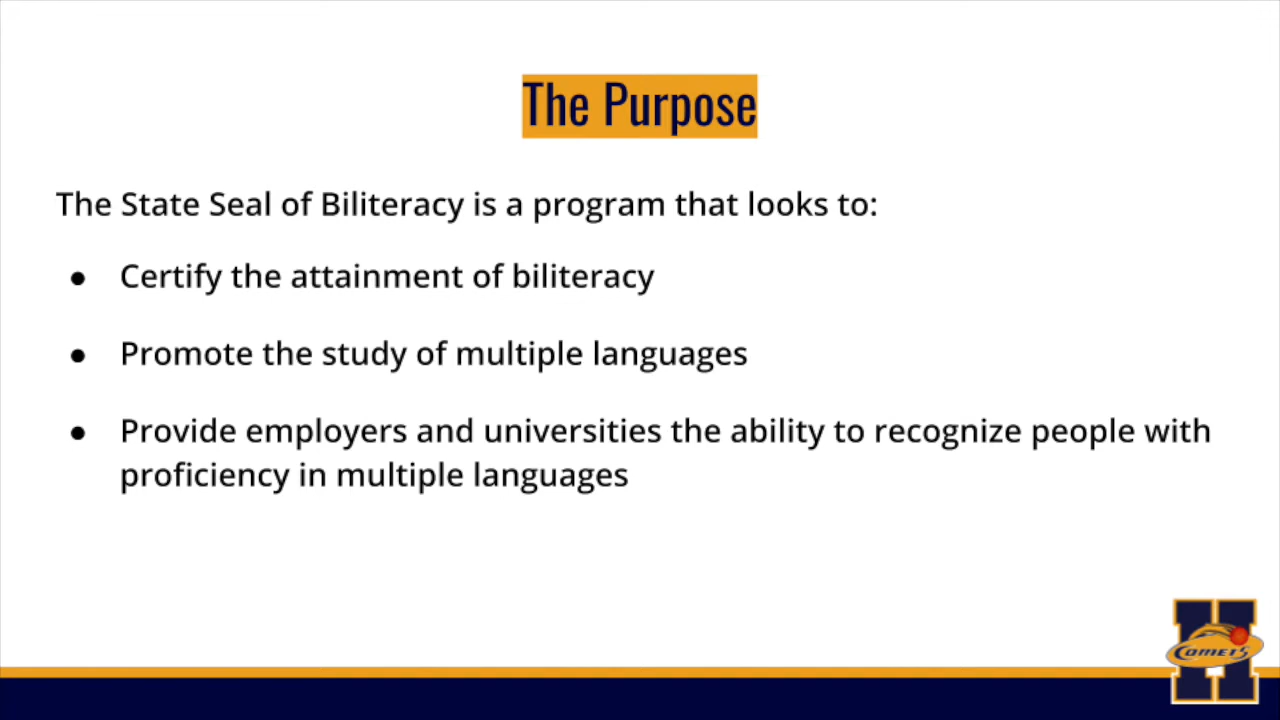 The Purpose
The State Seal of Biliteracy is a program that looks to:
● Certify the attainment of biliteracy
● Promote the study of multiple languages
● Provide employers and universities the ability to recognize people with
proficiency in multiple languages
H
COMETS